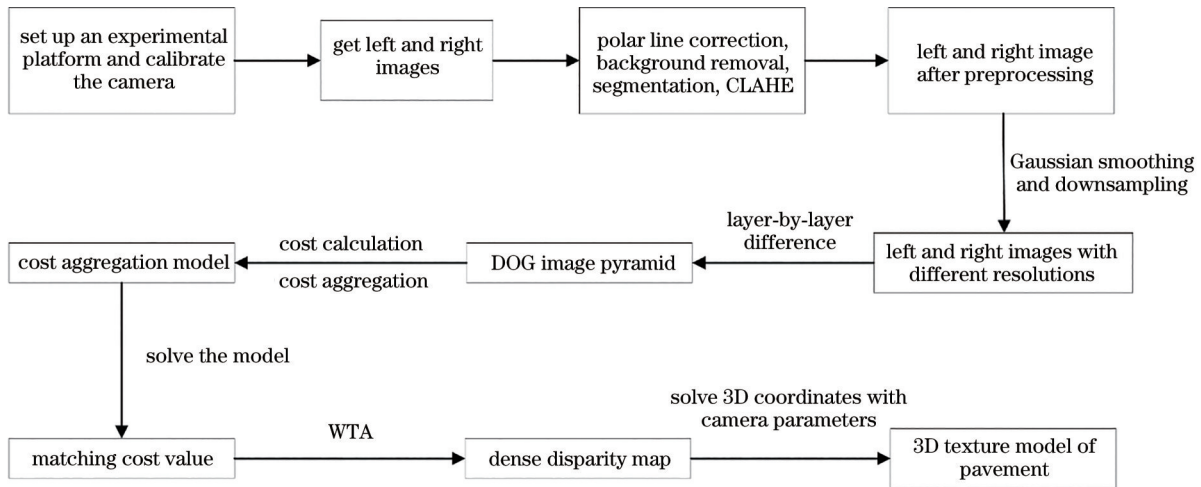 set up an experimental
platform and calibrate
the camera
get left and right
images
polar line correction,
background removal,
segmentation, CLAHE
left and right image
after preprocessing
Gaussian smoothing
and downsampling
left and right images with
different resolutions
layer-by-layer
difference
DOG image pyramid
cost calculation
cost aggregation
cost aggregation model
solve the model
matching cost value
WTA
dense disparity map
solve 3D coordinates with
camera parameters
3D texture model of
pavement